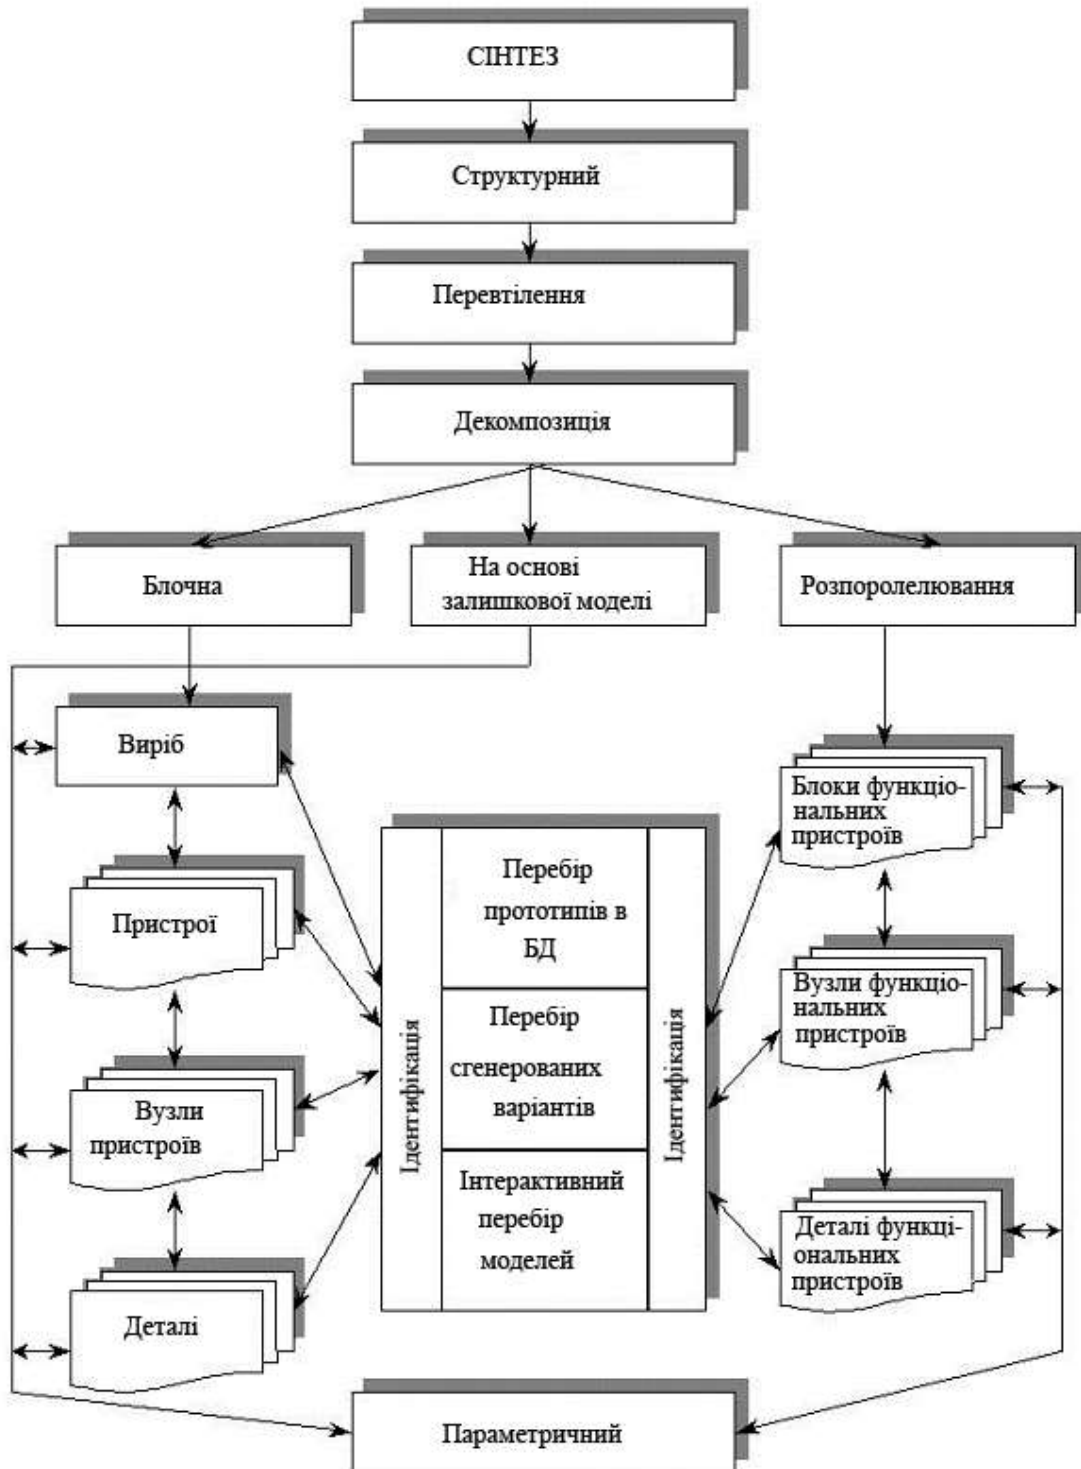 СІНТЕЗ
Структурний
Перевтілення
Декомпозиція
Блочна
На основі
залишкової моделі
Розпоролелювання
Виріб
Пристрої
Вузли
пристроїв
Деталі
Ідентифікація
Перебір
прототипів в
БД
Перебір
сгенерованих
варіантів
Інтерактивний
перебір
моделей
Ідентифікація
Блоки функціо-
нальних
пристроїв
Вузли функціо-
нальних
пристроїв
Деталі функці-
ональних
пристроїв
Параметричний